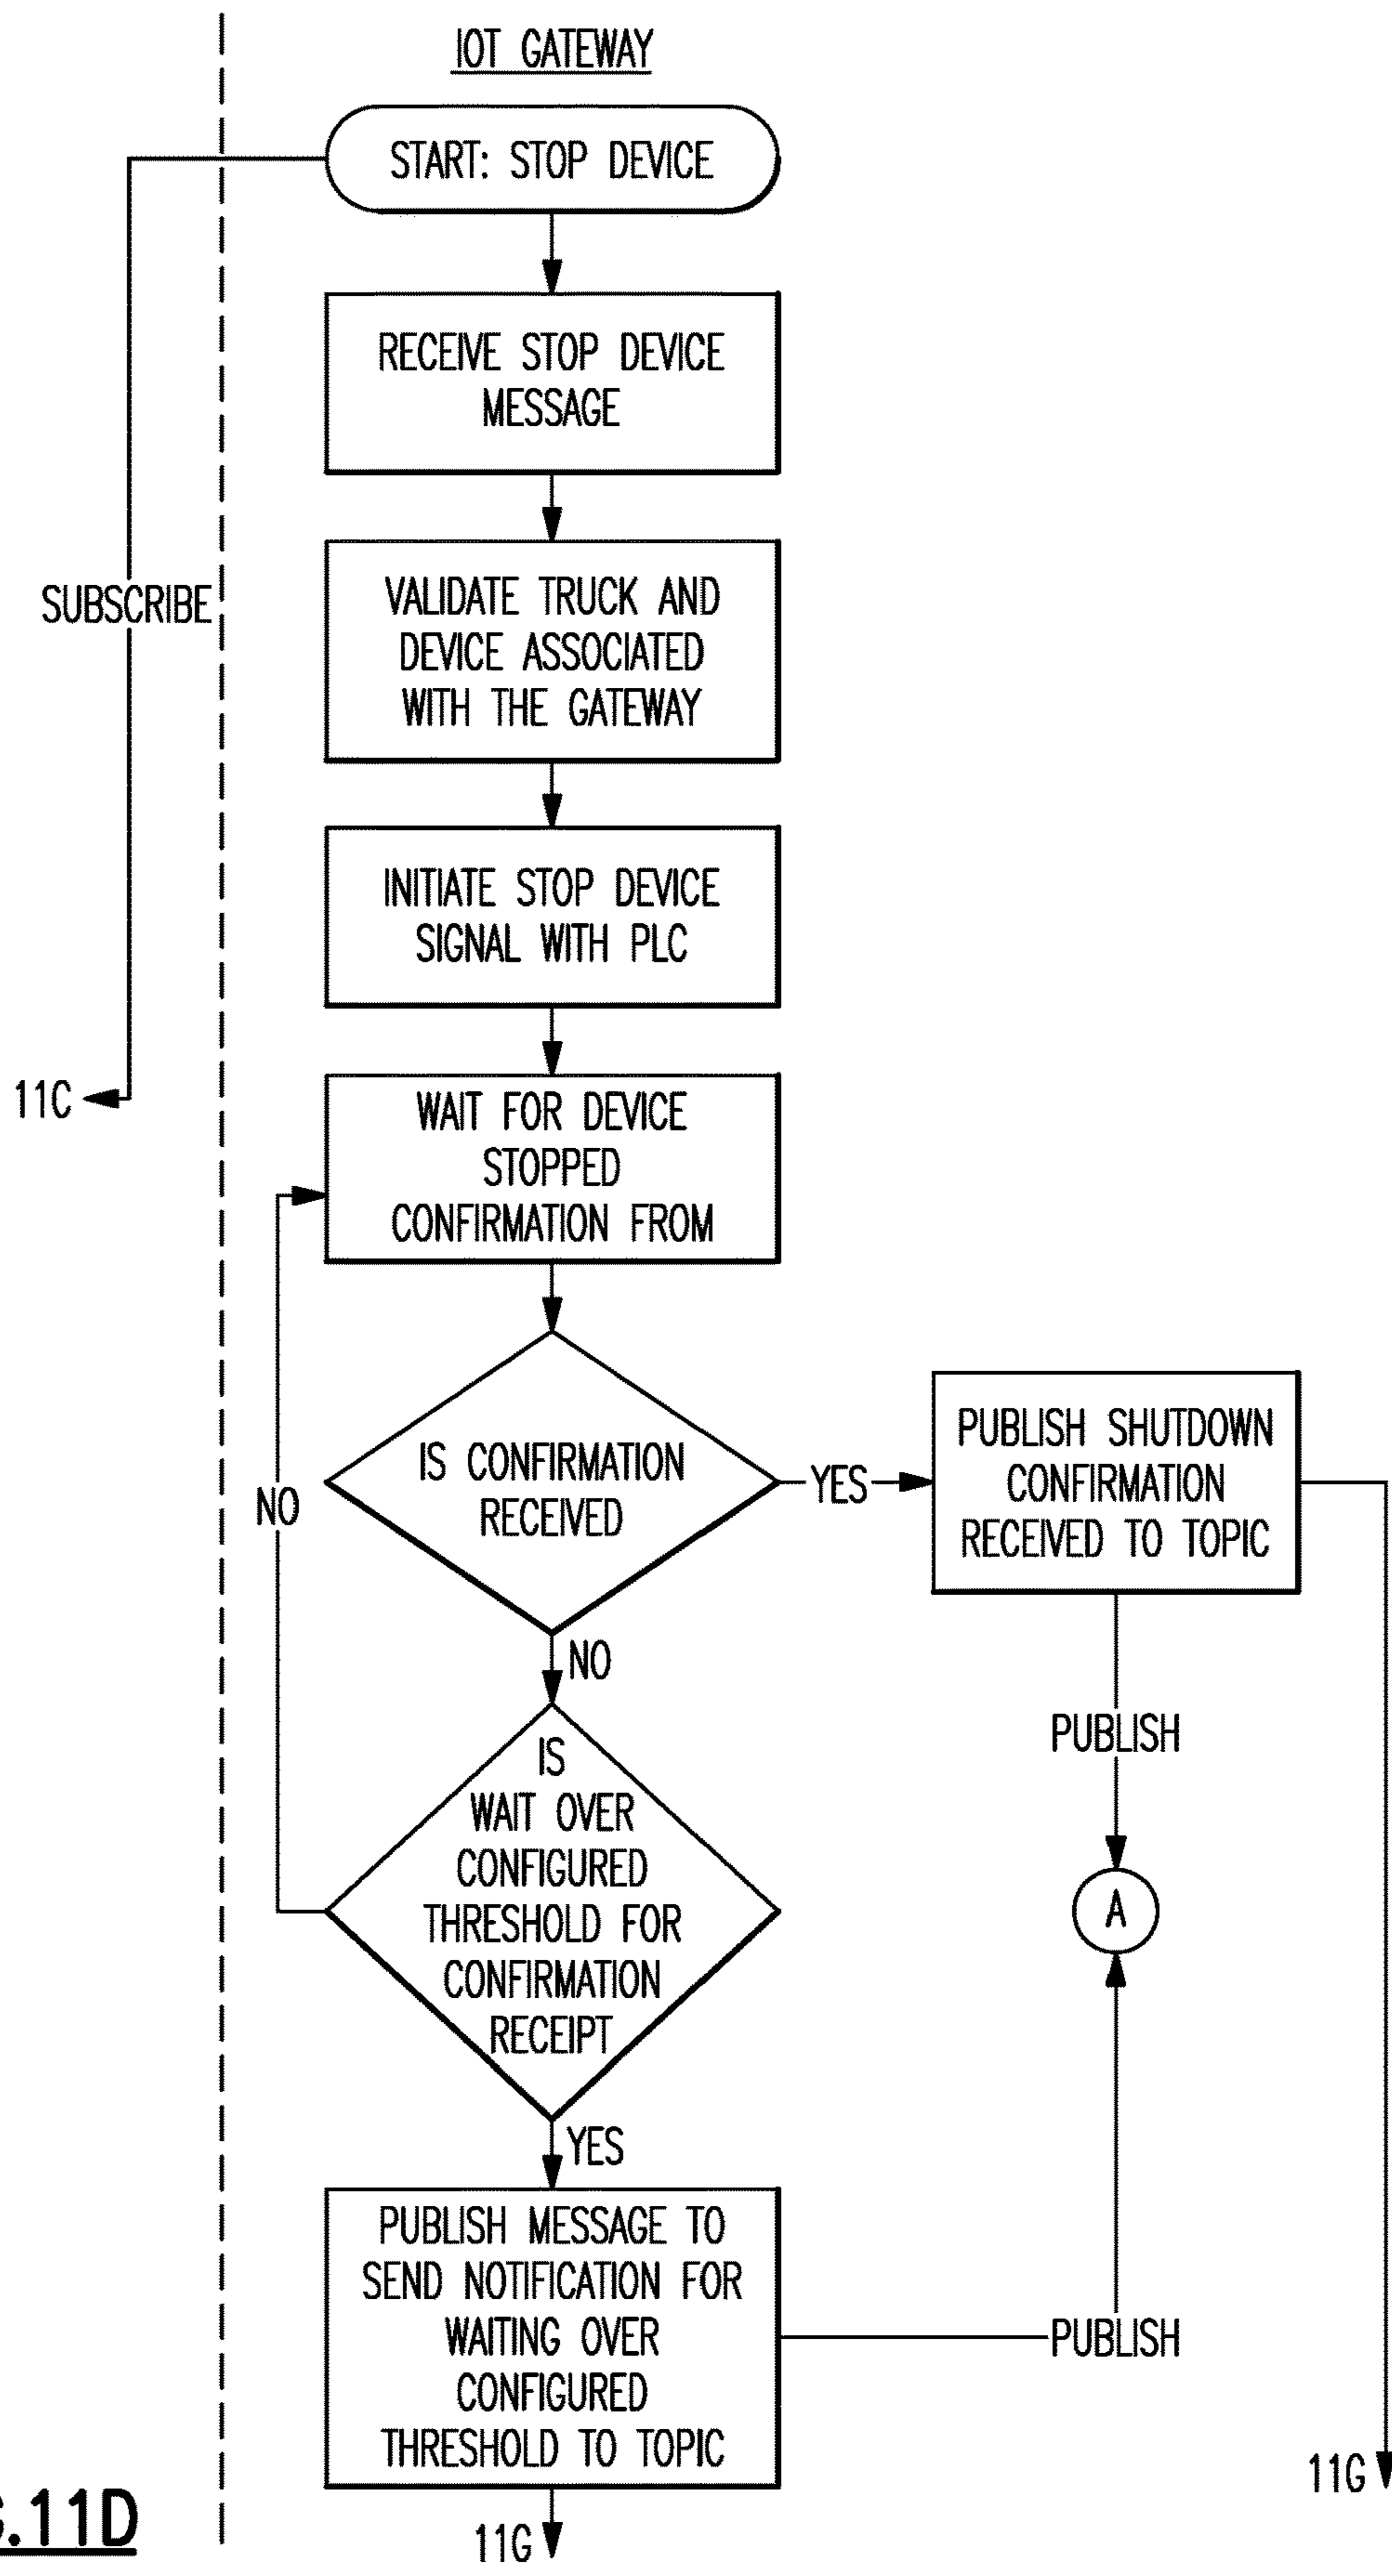 IOT GATEWAY
START: STOP DEVICE
RECEIVE STOP DEVICE
MESSAGE
VALIDATE TRUCK AND
DEVICE ASSOCIATED
WITH THE GATEWAY
SUBSCRIBE
INITIATE STOP DEVICE
SIGNAL WITH PLC
11C
WAIT FOR DEVICE
STOPPED
CONFIRMATION FROM
IS CONFIRMATION
RECEIVED
YES
PUBLISH SHUTDOWN
CONFIRMATION
RECEIVED TO TOPIC
NO
NO
PUBLISH
IS
WAIT OVER
CONFIGURED
THRESHOLD FOR
CONFIRMATION
RECEIPT
A
YES
PUBLISH MESSAGE TO
SEND NOTIFICATION FOR
WAITING OVER
CONFIGURED
THRESHOLD TO TOPIC
PUBLISH
11G
11G
.11D